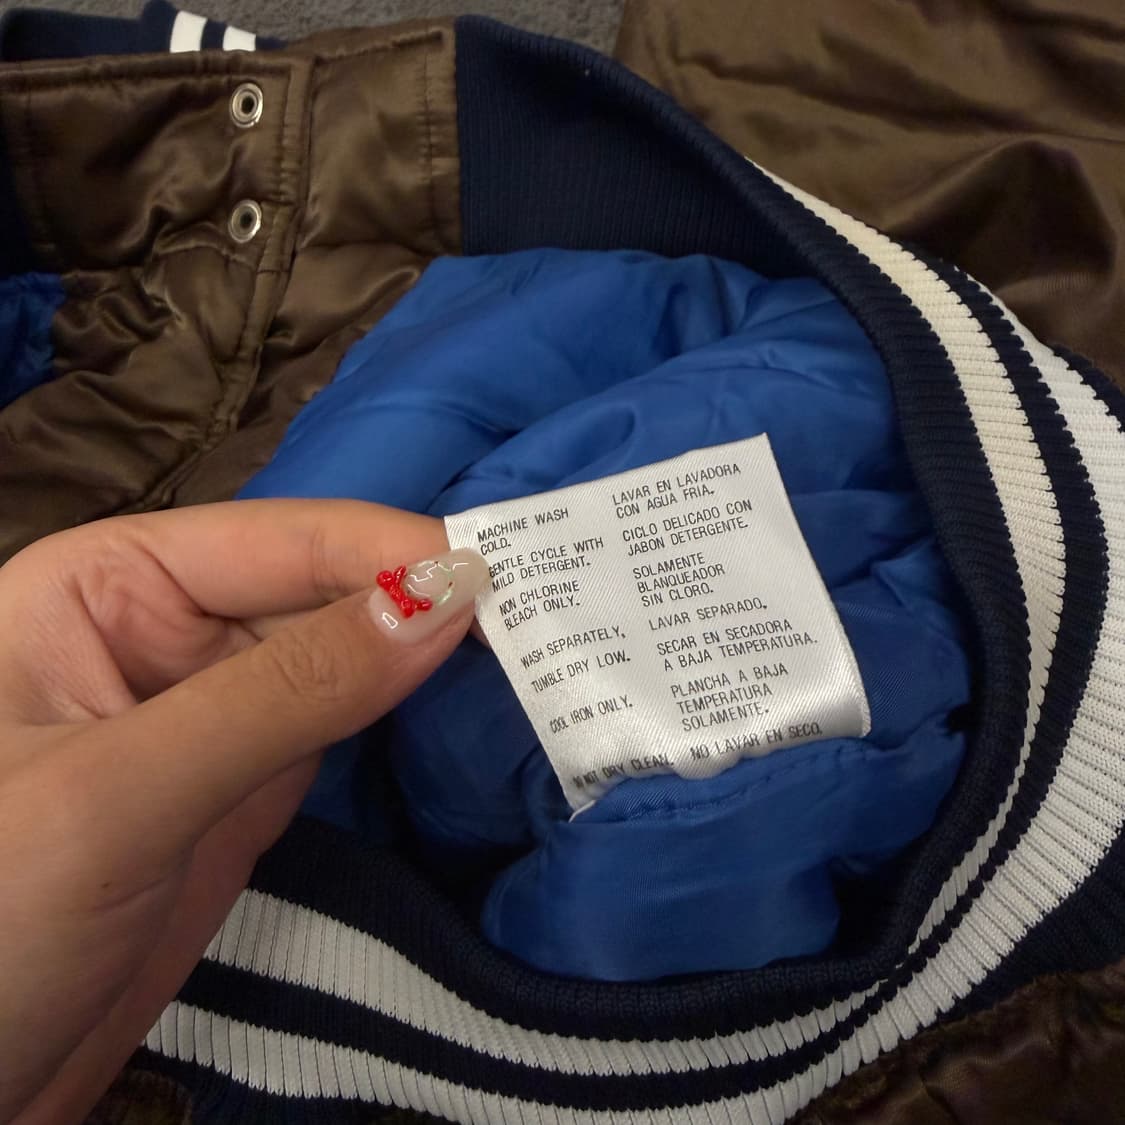 MACHINE WASH
COLD.
GENTLE CYCLE WITH
MILD DETERGENT.
NON CHLORINE
BLEACH ONLY.
WASH SEPARATELY,
TUMBLE DRY LOW.
COOL IRON ONLY.
DO NOT DRY CLEAN.
LAVAR EN LAVADORA
CON AGUA FRIA.
CICLO DELICADO CON
JABON DETERGENTE.
SOLAMENTE
BLANQUEADOR
SIN CLORO.
LAVAR SEPARADO.
SECAR EN SECADORA
A BAJA TEMPERATURA.
PLANCHA A BAJA
TEMPERATURA
SOLAMENTE.
NO LAVAR EN SECO.